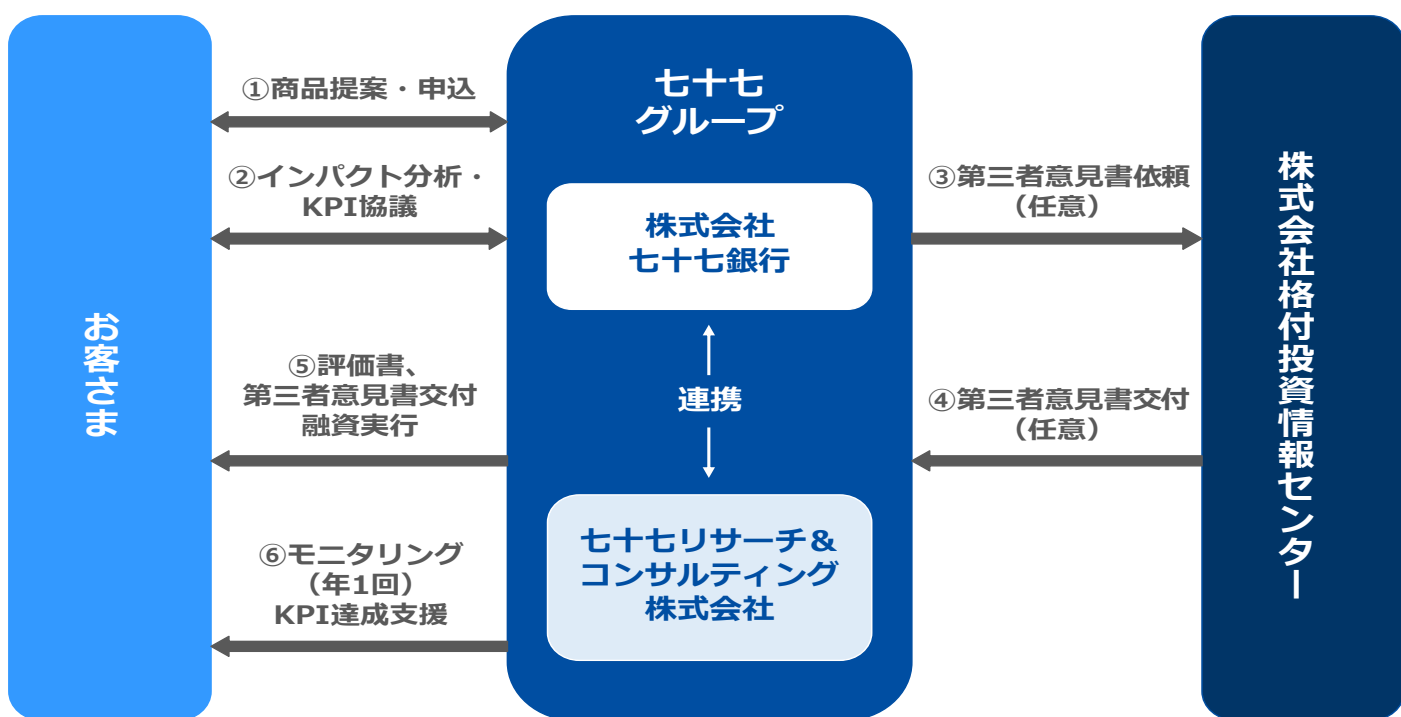 お客さま
①商品提案・申込
②インパクト分析・
KPI協議
⑤評価書、
第三者意見書交付
融資実行
⑥モニタリング
（年1回）
KPI達成支援
七十七
グループ
株式会社
七十七銀行
連携
七十七リサーチ＆
コンサルティング
株式会社
③第三者意見書依頼
（任意）
④第三者意見書交付
（任意）
株式会社格付投資情報センター